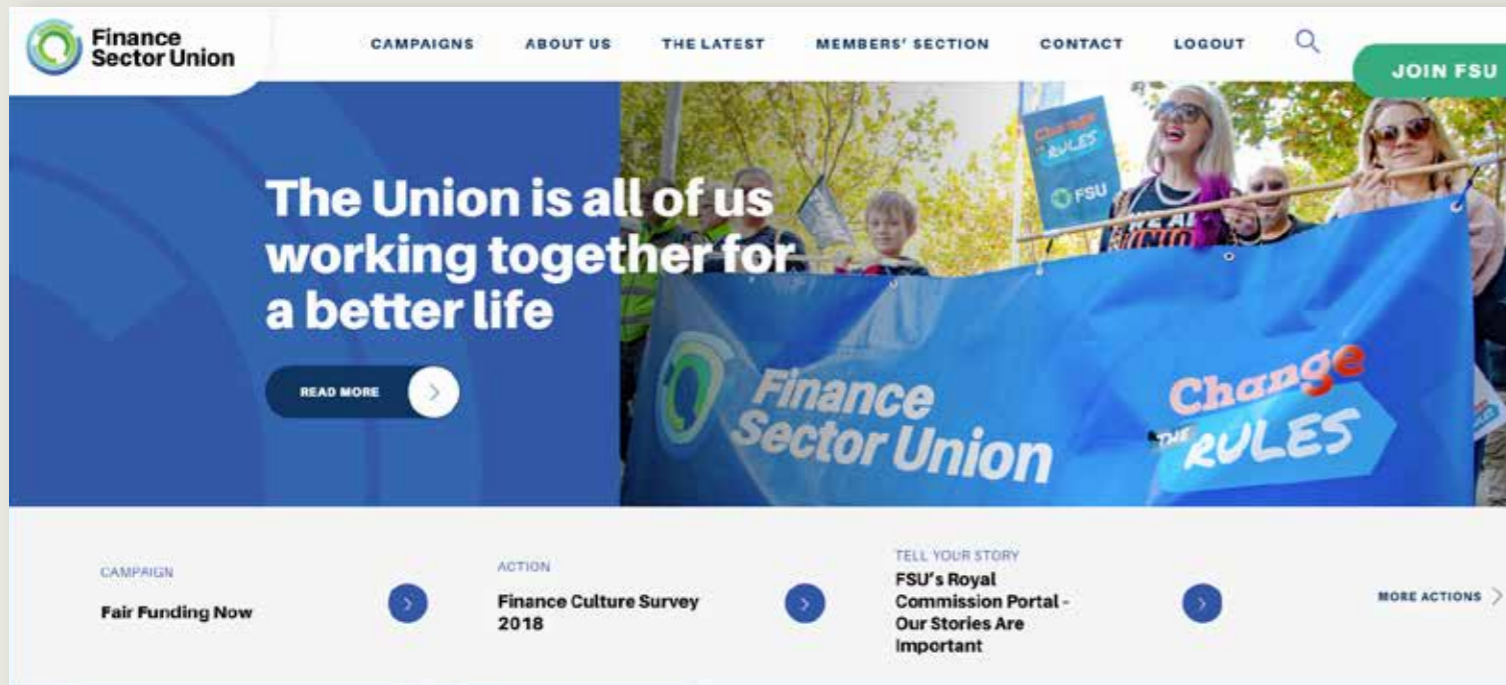 Finance
Sector Union
CAMPAIGNS
ABOUT US
THE LATEST
MEMBERS' SECTION
CONTACT
LOGOUT
JOIN FSU
The Union is all of us
working together for
a better life
READ MORE
Change
RULES
FSU
WE AR
UNIO
Finance
Sector Union
Change
THE
RULES
CAMPAIGN
Fair Funding Now
ACTION
Finance Culture Survey
2018
TELL YOUR STORY
FSU's Royal
Commission Portal -
Our Stories Are
Important
MORE ACTIONS